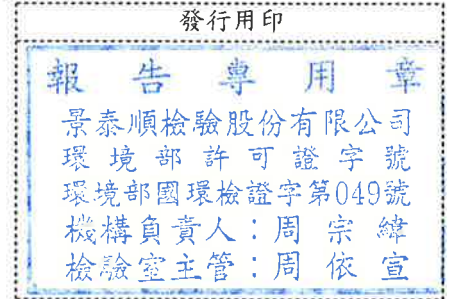 發行用印
報告專用章
景泰順檢驗股份有限公司
環境部許可證字號
環境部國環檢證字第049號
機構負責人：周宗緯
檢驗室主管：周依宣